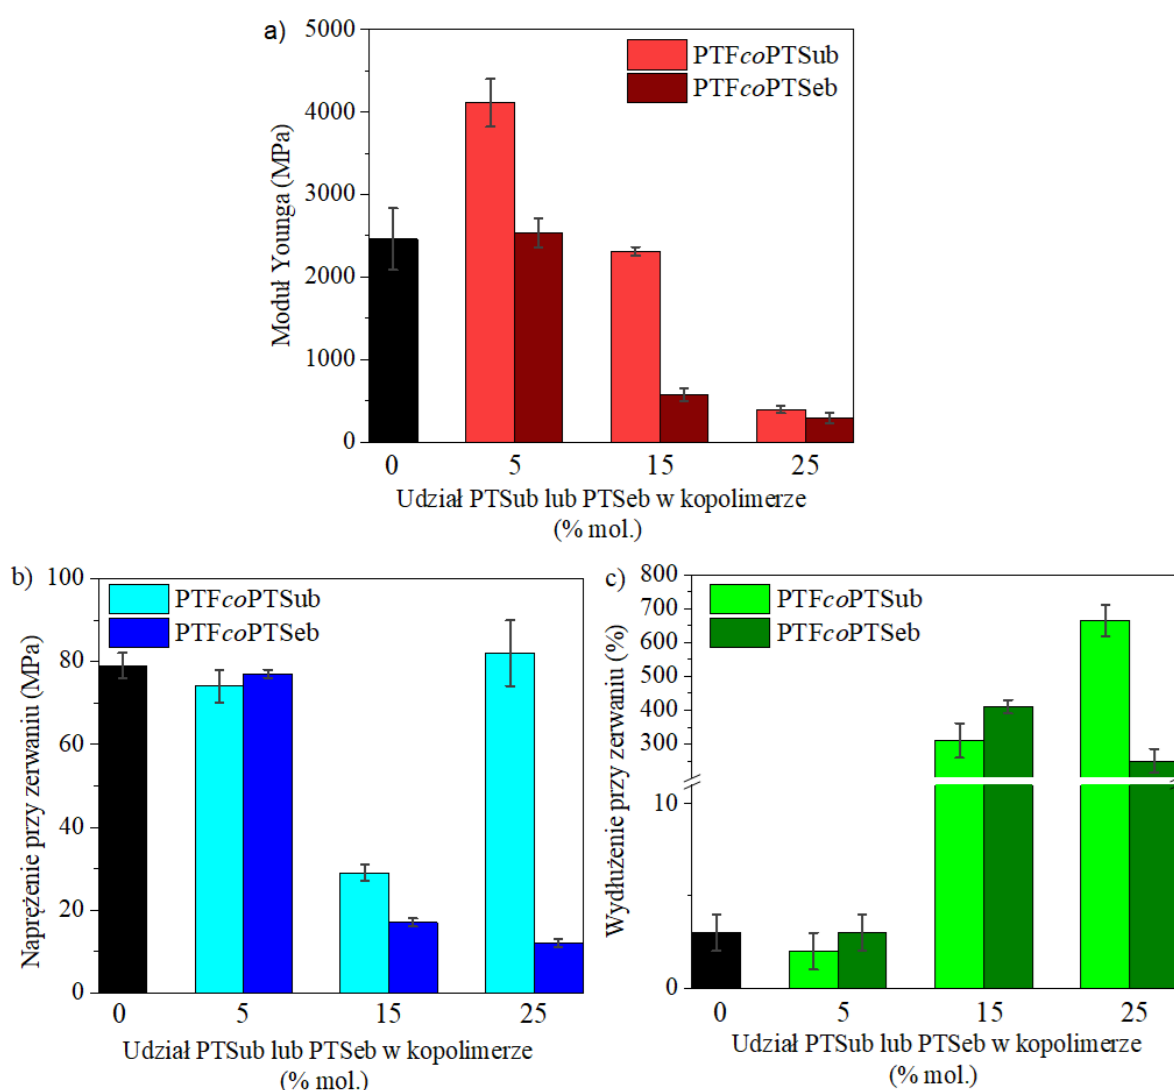 a)
5000
4000
3000
2000
1000
0
Moduł Younga (MPa)
PTFcoPTSub
PTFcoPTSeb
0 5 15 25
Udział PTSub lub PTSeb w kopolimerze
(% mol.)
b)
100
80
60
40
20
0
Naprężenie przy zerwaniu (MPa)
PTFcoPTSub
PTFcoPTSeb
0 5 15 25
Udział PTSub lub PTSeb w kopolimerze
(% mol.)
c)
800
700
600
500
400
300
10
0
Wydłużenie przy zerwaniu (%)
PTFcoPTSub
PTFcoPTSeb
0 5 15 25
Udział PTSub lub PTSeb w kopolimerze
(% mol.)